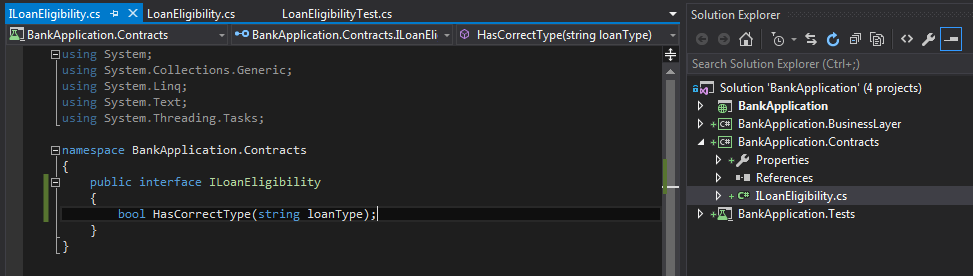 ILoanEligibility.cs LoanEligibility.cs LoanEligibilityTest.cs
BankApplication.Contracts BankApplication.Contracts.ILoanEli HasCorrectType(string loanType)
using System;
using System.Collections.Generic;
using System.Linq;
using System.Text;
using System.Threading.Tasks;
namespace BankApplication.Contracts
{
public interface ILoanEligibility
{
bool HasCorrectType(string loanType);
}
}
Solution Explorer
Search Solution Explorer (Ctrl+;)
Solution 'BankApplication' (4 projects)
BankApplication
BankApplication.BusinessLayer
BankApplication.Contracts
Properties
References
ILoanEligibility.cs
BankApplication.Tests